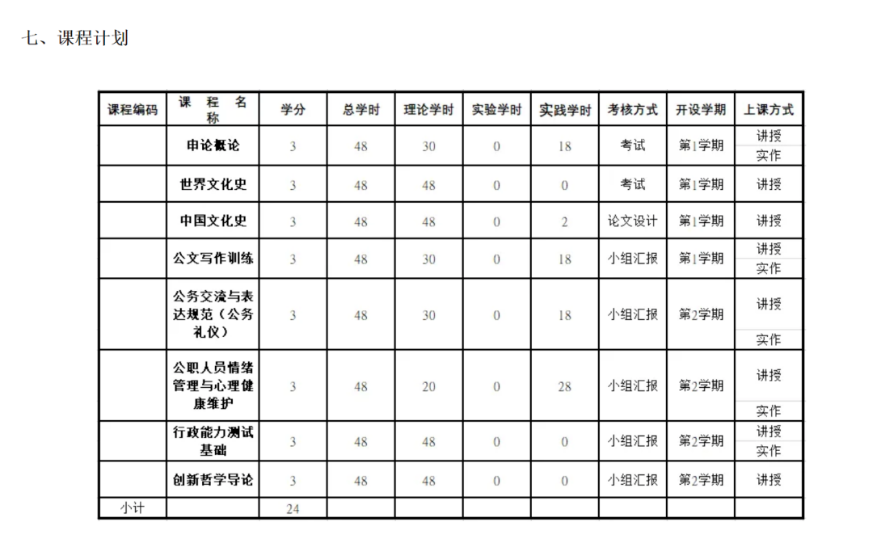 七、课程计划
课程编码 课程名称 学分 总学时 理论学时 实验学时 实践学时 考核方式 开设学期 上课方式
申论概论 3 48 30 0 18 考试 第1学期 讲授 实作
世界文化史 3 48 48 0 0 考试 第1学期 讲授
中国文化史 3 48 48 0 2 论文设计 第1学期 讲授
公文写作训练 3 48 30 0 18 小组汇报 第1学期 讲授 实作
公务交流与表达规范（公务礼仪） 3 48 30 0 18 小组汇报 第2学期 讲授 实作
公职人员情绪管理与心理健康维护 3 48 20 0 28 小组汇报 第2学期 讲授 实作
行政能力测试基础 3 48 48 0 0 小组汇报 第2学期 讲授 实作
创新哲学导论 3 48 48 0 0 小组汇报 第2学期 讲授
小计 24